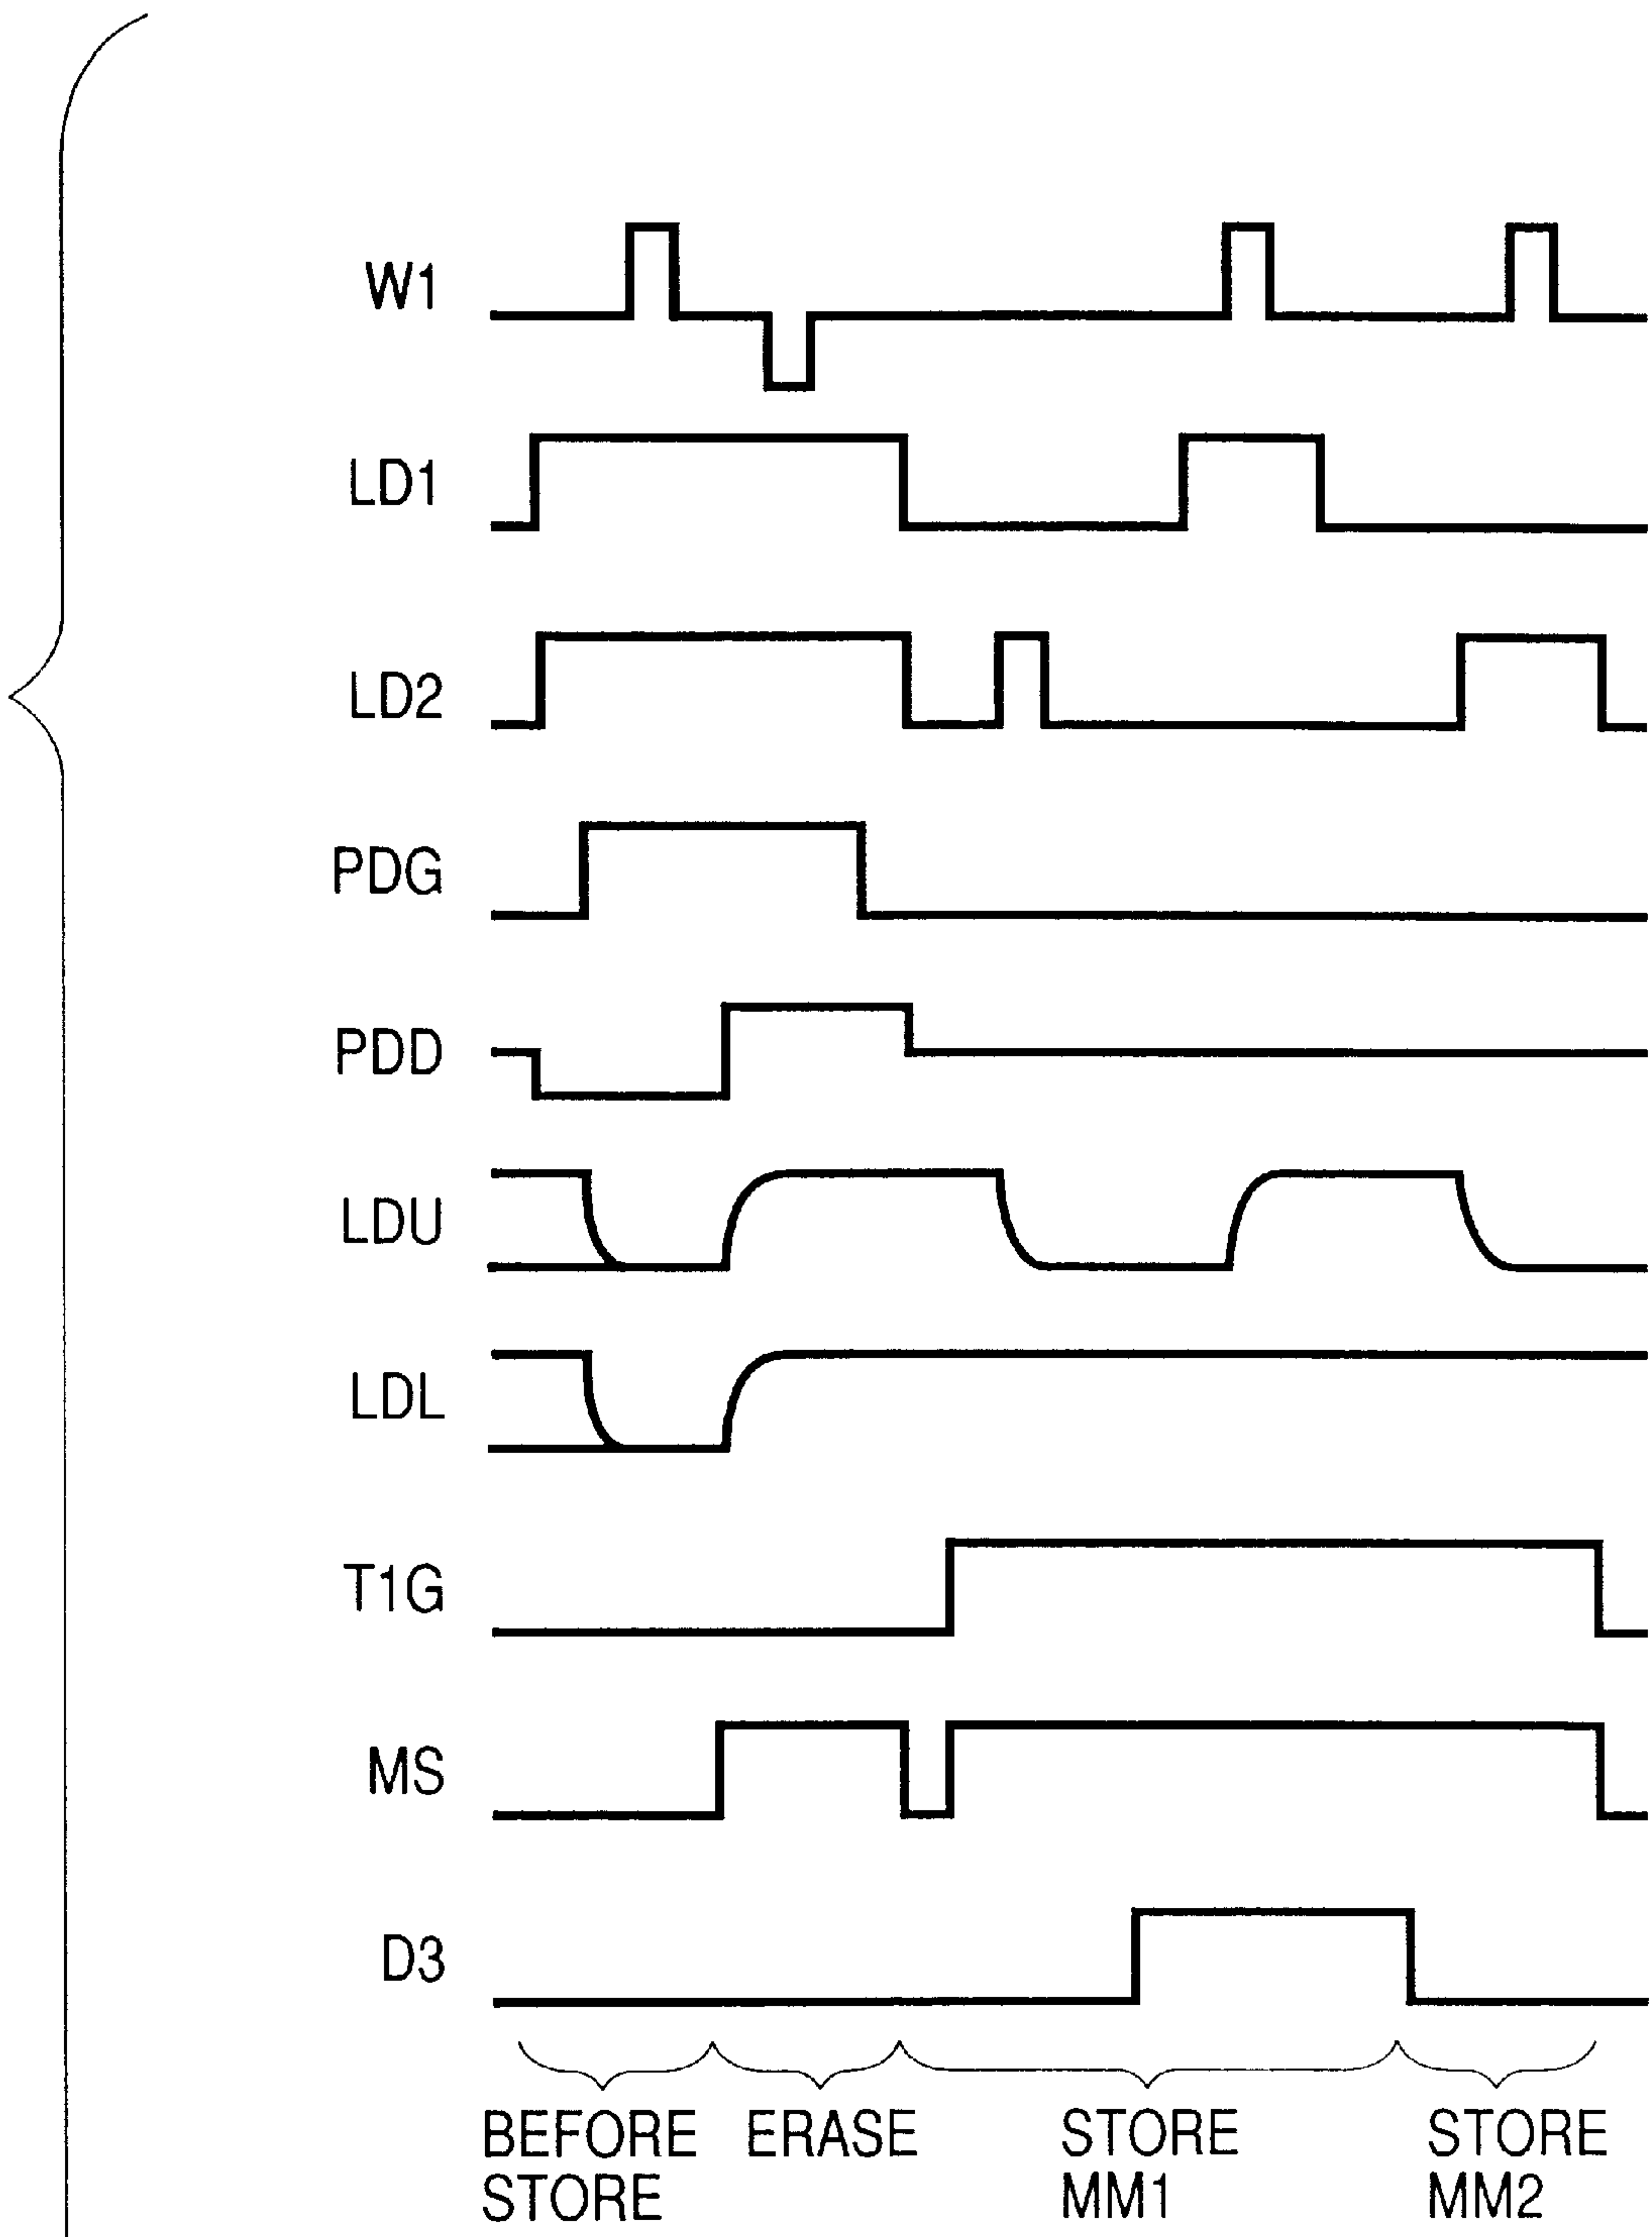 W1
LD1
LD2
PDG
PDD
LDU
LDL
T1G
MS
D3
BEFORE
STORE
ERASE
STORE
MM1
STORE
MM2